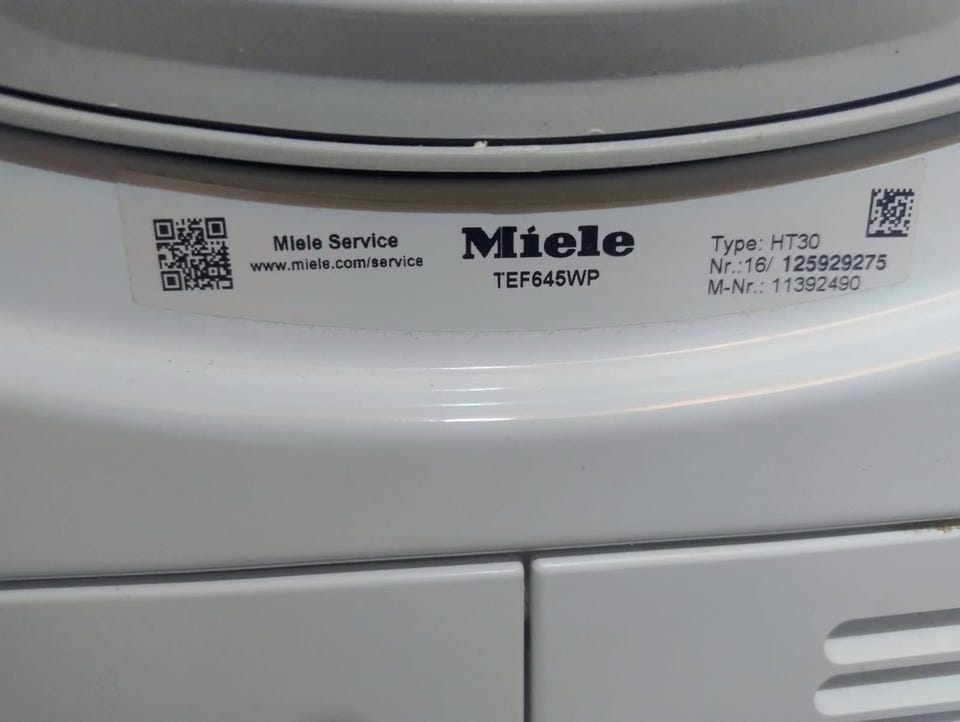 Miele Service
www.miele.com/service
Miele
TEF645WP
Type: HT30
Nr.:16/ 125929275
M-Nr.: 11392490